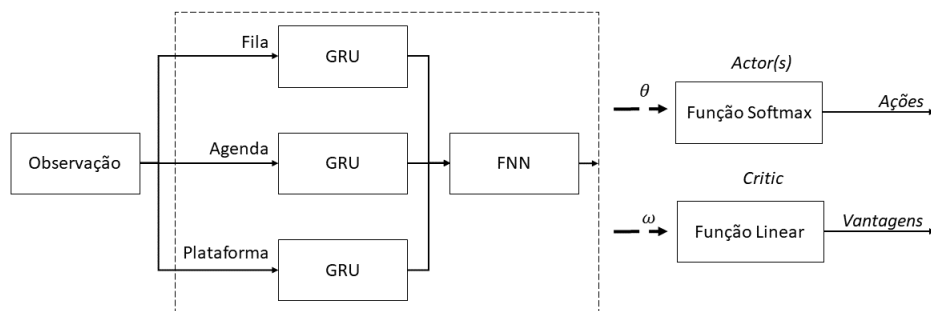 Fila
GRU
Actor(s)
θ
Função Softmax
Ações
Observação
Agenda
GRU
FNN
Critic
ω
Função Linear
Vantagens
Plataforma
GRU